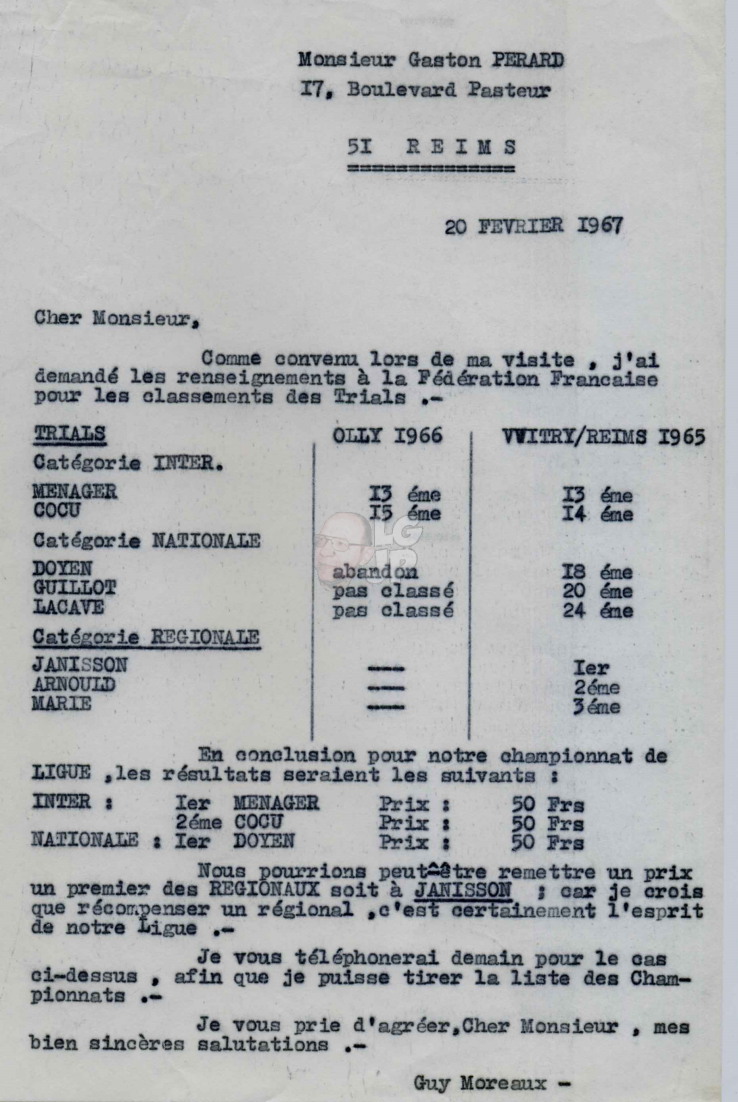 Monsieur Gaston PERARD
I7, Boulevard Pasteur
5I R E I M S
20 FEVRIER I967
Cher Monsieur,
Comme convenu lors de ma visite , j'ai
demandé les renseignements à la Fédération Francaise
pour les classements des Trials .-
TRIALS OLLY I966 WITRY/REIMS I965
Catégorie INTER.
MENAGER I3 éme I3 éme
COCU I5 éme I4 éme
Catégorie NATIONALE
DOYEN abandon I8 éme
GUILLOT pas classé 20 éme
LACAVE pas classé 24 éme
Catégorie REGIONALE
JANISSON —— Ier
ARNOULD —— 2éme
MARIE —— 3éme
En conclusion pour notre championnat de
LIGUE ,les résultats seraient les suivants :
INTER : Ier MENAGER Prix : 50 Frs
2éme COCU Prix : 50 Frs
NATIONALE : Ier DOYEN Prix : 50 Frs
Nous pourrions peut-être remettre un prix
un premier des REGIONAUX soit à JANISSON ; car je crois
que récompenser un régional ,c'est certainement l'esprit
de notre Ligue .-
Je vous téléphonerai demain pour le cas
ci-dessus , afin que je puisse tirer la liste des Cham-
pionnats .-
Je vous prie d'agréer,Cher Monsieur , mes
bien sincères salutations .-
Guy Moreaux -
LG
JP